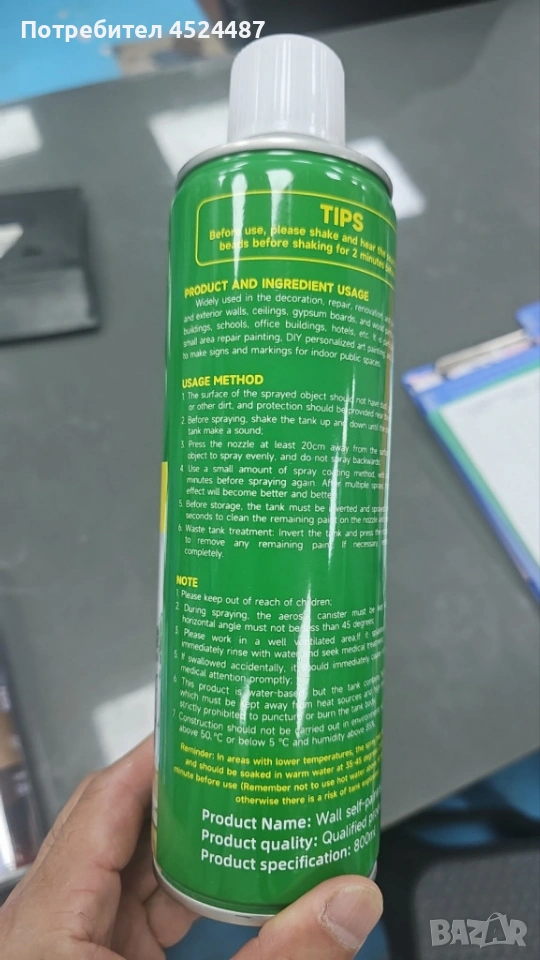 Потребител 4524487
TIPS
Before use, please shake and hear the
beads before shaking for 2 minutes
PRODUCT AND INGREDIENT USAGE
Widely used in the decoration, repair, renovation, and
and exterior walls, ceilings, gypsum boards, and wood
buildings, schools, office buildings, hotels, etc. It is
small area repair painting, DIY personalized art painting,
to make signs and markings for indoor public spaces.
USAGE METHOD
1. The surface of the sprayed object should not have
or other dirt, and protection should be provided near
2. Before spraying, shake the tank up and down until the
tank make a sound;
3. Press the nozzle at least 20cm away from the
object to spray evenly, and do not spray backwards;
4. Use a small amount of spray coating method,
minutes before spraying again. After multiple
effect will become better and better
5. Before storage, the tank must be inverted and
seconds to clean the remaining paint on the nozzle
6. Waste tank treatment: Invert the tank and press the
to remove any remaining paint. If necessary
completely.
NOTE
1. Please keep out of reach of children;
2. During spraying, the aerosol canister must be
horizontal angle must not be less than 45 degrees;
3. Please work in a well ventilated area. If it
immediately rinse with water and seek medical
5. If swallowed accidentally, it should immediately
medical attention promptly;
6. This product is water-based, but the tank
which must be kept away from heat sources and
strictly prohibited to puncture or burn the tank body
7. Construction should not be carried out in
above 50.°C or below 5 °C and humidity above 85%
Reminder: In areas with lower temperatures, the
and should be soaked in warm water at 35-45
minute before use (Remember not to use hot water above
otherwise there is a risk of tank
Product Name: Wall
Product quality: Qualified
Product specification: 800ml
BAZAR